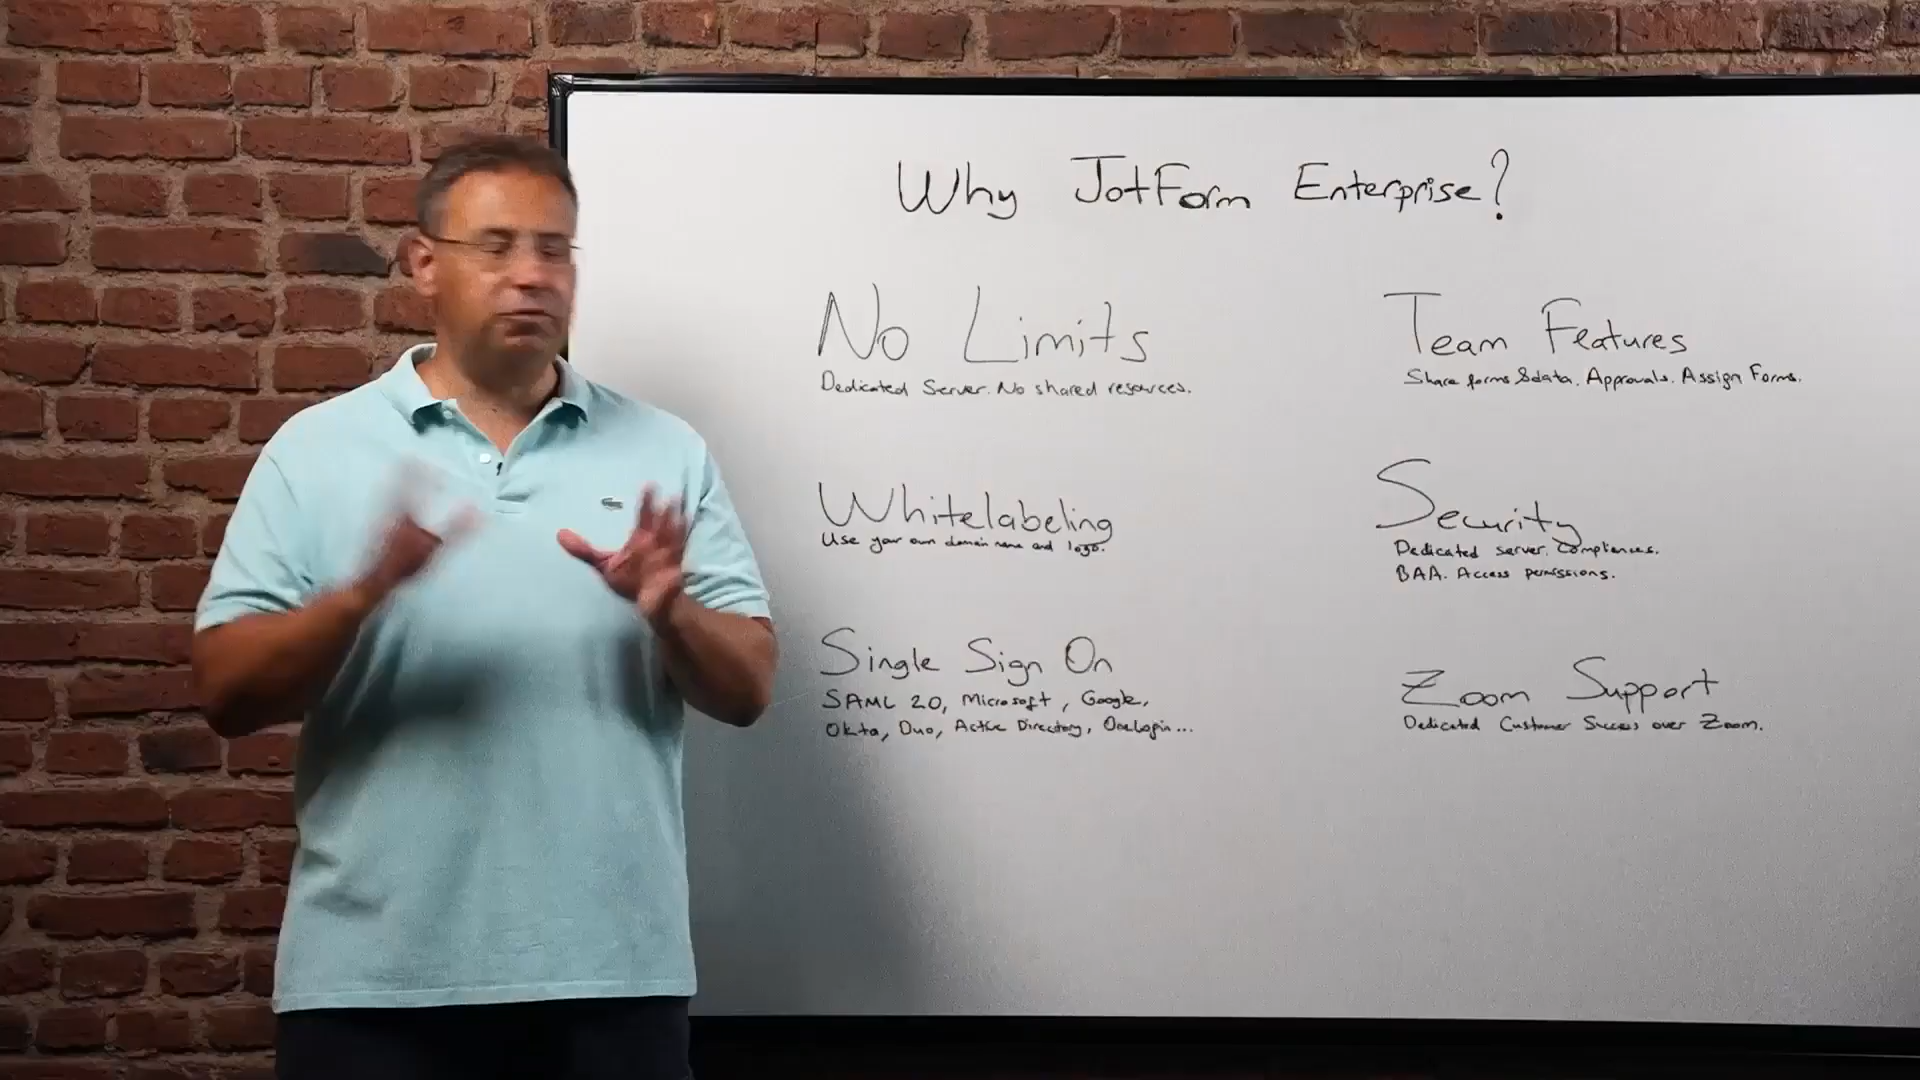 Why JotForm Enterprise?
No Limits
Dedicated Server. No shared resources.
Whitelabeling
Use your own domain name and logo.
Single Sign On
SAML 2.0, Microsoft, Google,
Okta, Duo, Active Directory, OneLogin...
Team Features
Share forms & data. Approvals. Assign Forms.
Security
Dedicated server. Compliances.
BAA. Access permissions.
Zoom Support
Dedicated Customer Success over Zoom.